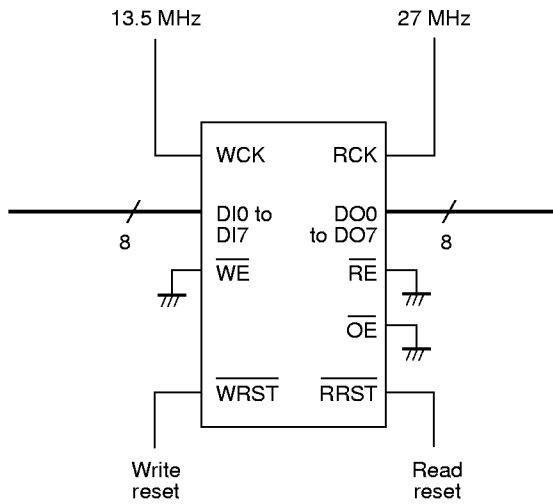 13.5 MHz
27 MHz
WCK
RCK
DI0 to
DI7
DO0
to DO7
8
8
WE
RE
OE
WRST
RRST
Write
reset
Read
reset